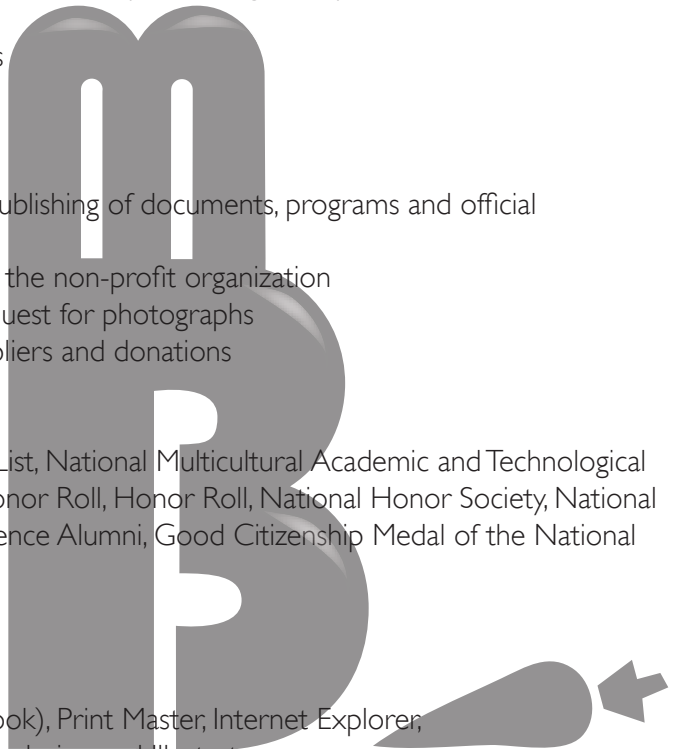 s
ublishing of documents, programs and official
the non-profit organization
uest for photographs
pliers and donations
List, National Multicultural Academic and Technological
onor Roll, Honor Roll, National Honor Society, National
ence Alumni, Good Citizenship Medal of the National
ook), Print Master, Internet Explorer,